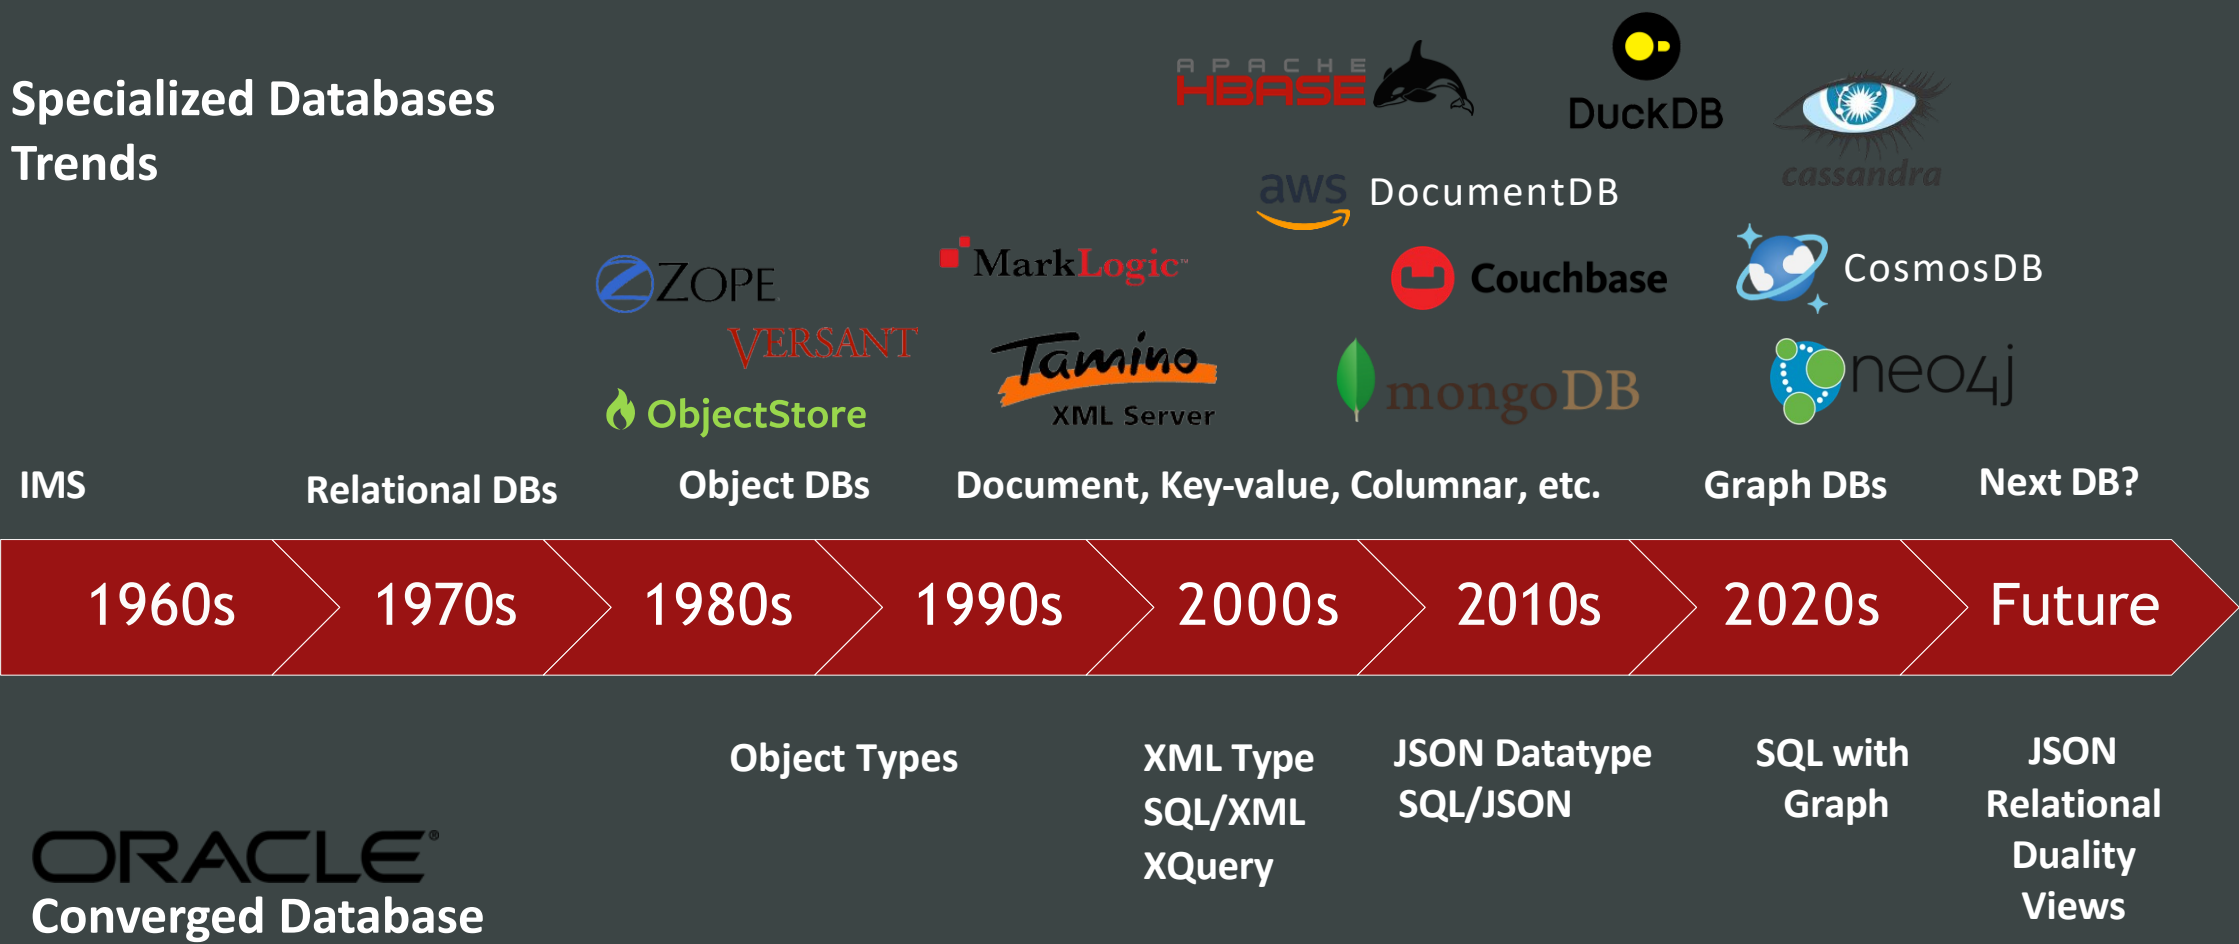 Specialized Databases
Trends
APACHE
HBASE
DuckDB
cassandra
aws DocumentDB
ZOPE
MarkLogic™
Couchbase
CosmosDB
VERSANT
Tamino
XML Server
mongoDB
neo4j
ObjectStore
IMS
Relational DBs
Object DBs
Document, Key-value, Columnar, etc.
Graph DBs
Next DB?
1960s
1970s
1980s
1990s
2000s
2010s
2020s
Future
Object Types
XML Type
SQL/XML
XQuery
JSON Datatype
SQL/JSON
SQL with
Graph
JSON
Relational
Duality
Views
ORACLE®
Converged Database